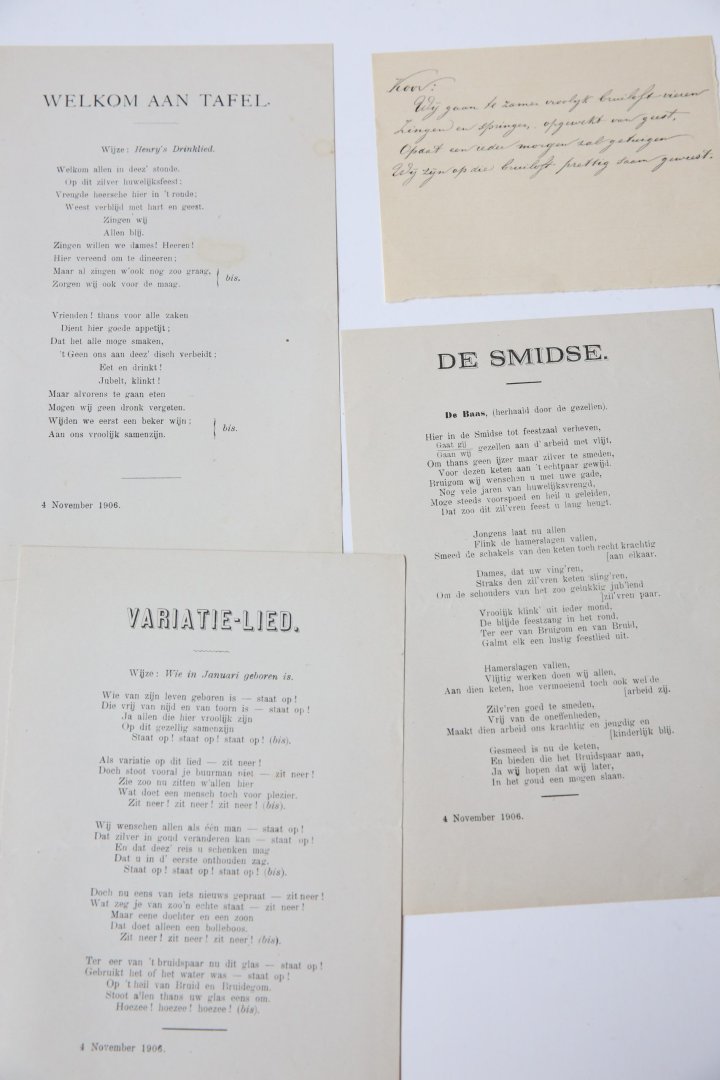 WELKOM AAN TAFEL.
Wijze: Henry's Drinklied.
Welkom allen in deez' stonde.
Op dit zilver huwelijksfeest;
Vreugde heersche hier in 't ronde;
Weest verblijd met hart en geest.
Zingen wij
Allen blij.
Zingen willen we dames! Heeren!
Hier vereend om te dineeren;
Maar al zingen w'ook nog zoo graag,
Zorgen wij ook voor de maag.
bis.
Vrienden! thans voor alle zaken
Dient hier goede appetijt;
Dat het alle moge smaken,
't Geen ons aan deez' disch verbeidt;
Eet en drinkt!
Jubelt, klinkt!
Maar alvorens te gaan eten
Mogen wij geen dronk vergeten.
Wijden we eerst een beker wijn;
Aan ons vroolijk samenzijn.
bis.
4 November 1906.
Koor:
Wij gaan te zamen vroolijk bruiloft vieren
Zingen en springen, opgewekt van geest,
Opdat een ieder morgen zal getuigen
Wij zijn op die bruiloft prettig saam geweest.
DE SMIDSE.
De Baas, (herhaald door de gezellen).
Hier in de Smidse tot feestzaal verheven,
Gaat gij
Gaan wij gezellen aan d' arbeid met vlijt,
Om thans geen ijzer maar zilver te smeden,
Voor dezen keten aan 't echtpaar gewijd.
Bruigom wij wenschen u met uwe gade,
Nog vele jaren van huwelijksvreugd,
Moge steeds voorspoed en heil u geleiden,
Dat zoo dit zil'vren feest u lang heugt.
Jongens laat nu allen
Flink de hamerslagen vallen,
Smeed de schakels van den keten toch recht krachtig
[aan elkaar.
Dames, dat uw ving'ren,
Straks den zil'vren keten sling'ren,
Om de schouders van het zoo gelukkig jub'lend
[zil'vren paar.
Vroolijk klink' uit ieder mond,
De blijde feestzang in het rond,
Ter eer van Bruigom en van Bruid,
Galmt elk een lustig feestlied uit.
Hamerslagen vallen,
Vlijtig werken doen wij allen,
Aan dien keten, hoe vermoeiend toch ook wel de
[arbeid zij.
Zilv'ren goed te smeden,
Vrij van de oneffenheden,
Maakt dien arbeid ons krachtig en jeugdig en
[kinderlijk blij.
Gesmeed is nu de keten,
En bieden die het Bruidspaar aan,
Ja wij hopen dat wij later,
In het goud een mogen slaan.
4 November 1906.
VARIATIE-LIED.
Wijze: Wie in Januari geboren is.
Wie van zijn leven geboren is — staat op!
Die vrij van nijd en van toorn is — staat op!
Ja allen die hier vroolijk zijn
Op dit gezellig samenzijn
Staat op! staat op! staat op! (bis).
Als variatie op dit lied — zit neer!
Doch stoot vooral je buurman niet — zit neer!
Zie zoo nu zitten w'allen hier
Wat doet een mensch toch voor plezier.
Zit neer! zit neer! zit neer! (bis).
Wij wenschen allen als één man — staat op!
Dat zilver in goud veranderen kan — staat op!
En dat deez' reis u schenken mag
Dat u in d' eerste onthouden zag.
Staat op! staat op! staat op! (bis).
Doch nu eens van iets nieuws gepraat — zit neer!
Wat zeg je van zoo'n echte staat — zit neer!
Maar eene dochter en een zoon
Dat doet alleen een bolleboos.
Zit neer! zit neer! zit neer! (bis).
Ter eer van 't bruidspaar nu dit glas — staat op!
Gebruikt het of het water was — staat op!
Op 't heil van Bruid en Bruidegom.
Stoot allen thans uw glas eens om.
Hoezee! hoezee! hoezee! (bis).
4 November 1906.